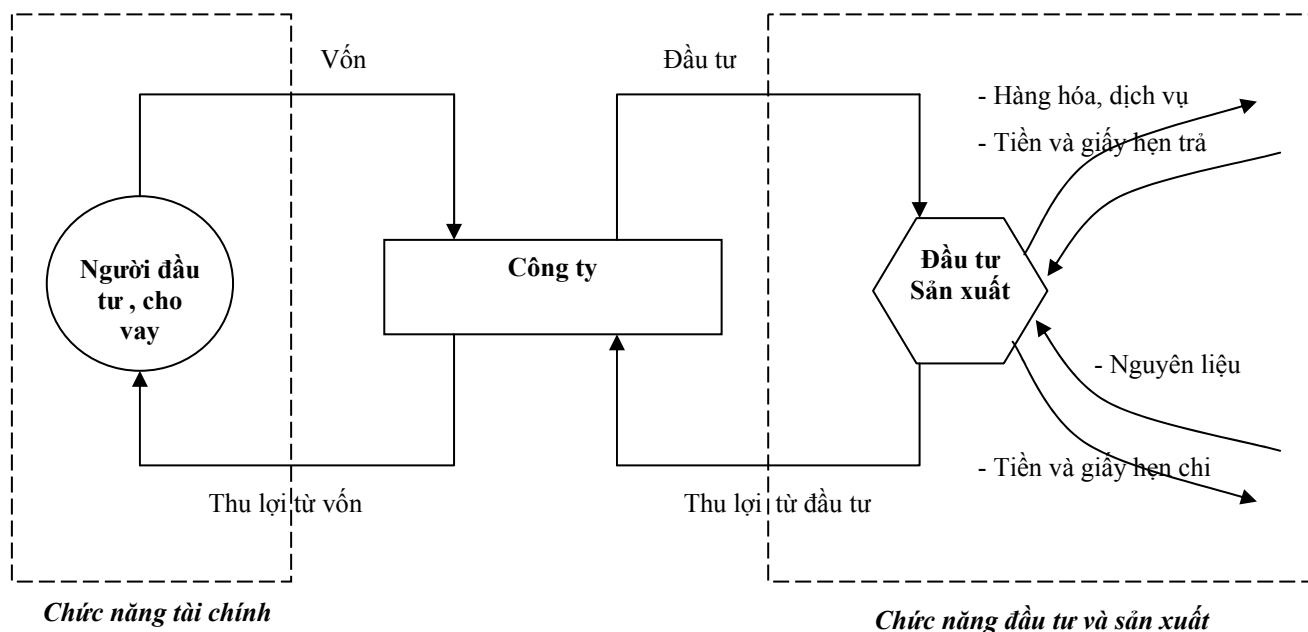 Vốn
Đầu tư
- Hàng hóa, dịch vụ
- Tiền và giấy hẹn trả
Người đầu
tư , cho
vay
Công ty
Đầu tư
Sản xuất
- Nguyên liệu
- Tiền và giấy hẹn chi
Thu lợi từ vốn
Thu lợi  từ đầu tư
Chức năng tài chính
Chức năng đầu tư và sản xuất